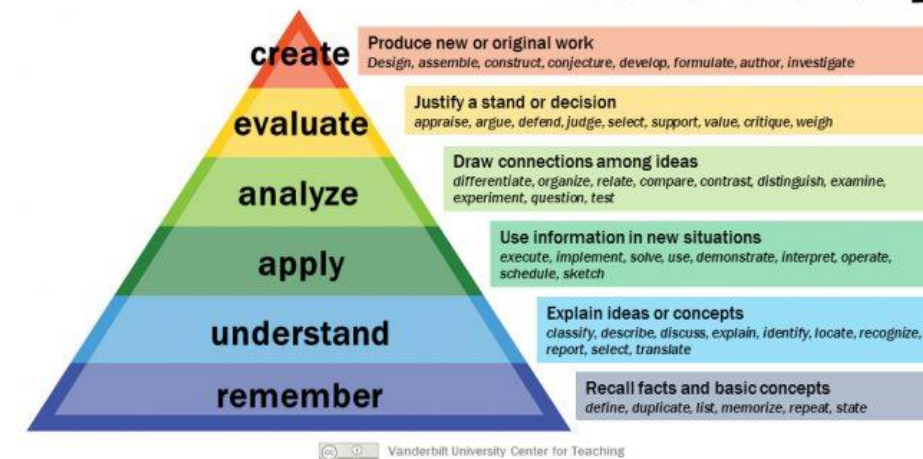 create
Produce new or original work
Design, assemble, construct, conjecture, develop, formulate, author, investigate
evaluate
Justify a stand or decision
appraise, argue, defend, judge, select, support, value, critique, weigh
analyze
Draw connections among ideas
differentiate, organize, relate, compare, contrast, distinguish, examine,
experiment, question, test
apply
Use information in new situations
execute, implement, solve, use, demonstrate, interpret, operate,
schedule, sketch
understand
Explain ideas or concepts
classify, describe, discuss, explain, identify, locate, recognize,
report, select, translate
remember
Recall facts and basic concepts
define, duplicate, list, memorize, repeat, state
cc
Vanderbilt University Center for Teaching